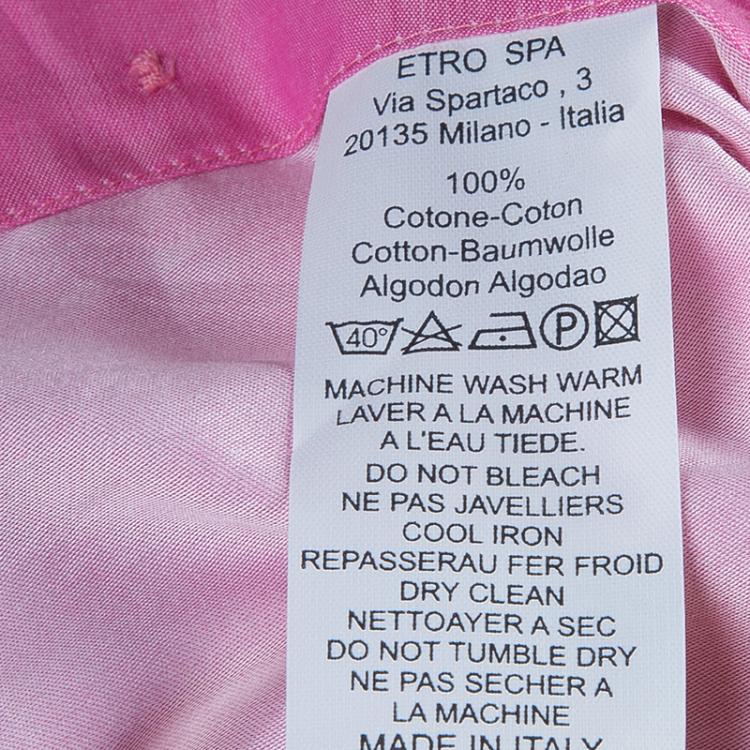 ETRO SPA
Via Spartaco , 3
20135 Milano - Italia
100%
Cotone-Coton
Cotton-Baumwolle
Algodon Algodao
40° P
MACHINE WASH WARM
LAVER A LA MACHINE
A L'EAU TIEDE.
DO NOT BLEACH
NE PAS JAVELLIERS
COOL IRON
REPASSERAU FER FROID
DRY CLEAN
NETTOAYER A SEC
DO NOT TUMBLE DRY
NE PAS SECHER A
LA MACHINE
MADE IN ITALY